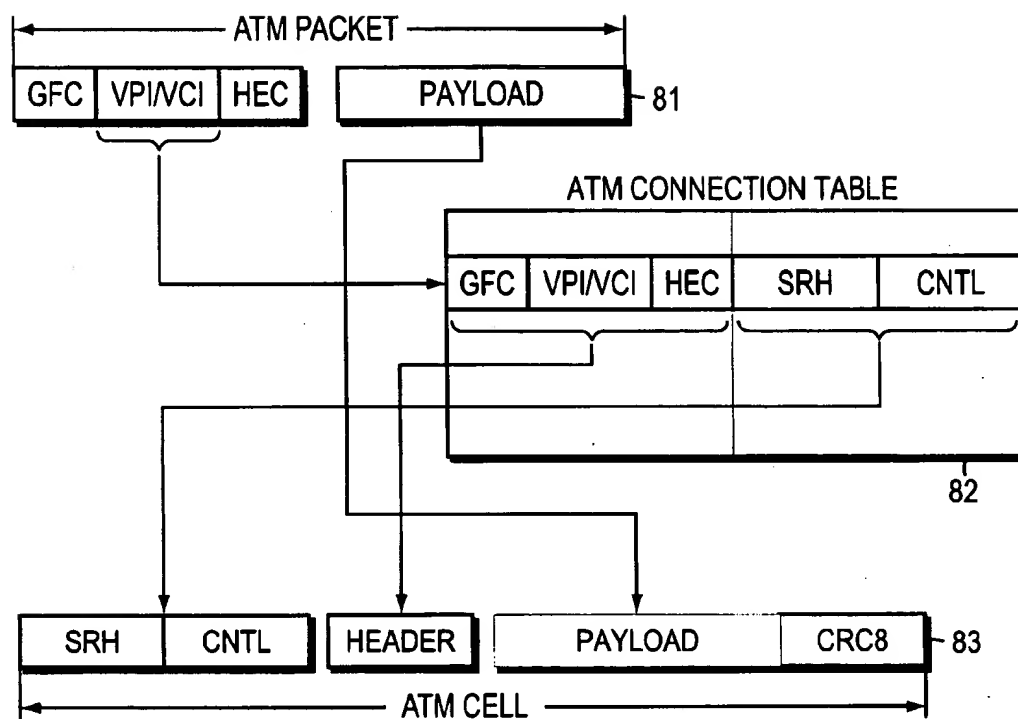 ATM PACKET
GFC VPI/VCI HEC PAYLOAD 81
ATM CONNECTION TABLE
GFC VPI/VCI HEC SRH CNTL
82
SRH CNTL HEADER PAYLOAD CRC8 83
ATM CELL